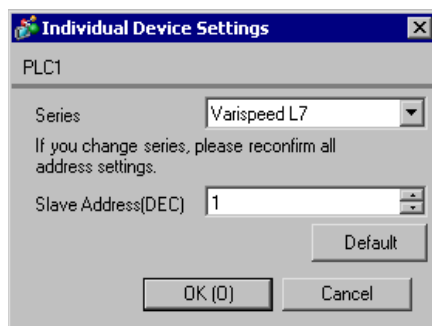 Individual Device Settings
PLC1
Series
Varispeed L7
If you change series, please reconfirm all
address settings.
Slave Address(DEC)
1
Default
OK (O)
Cancel